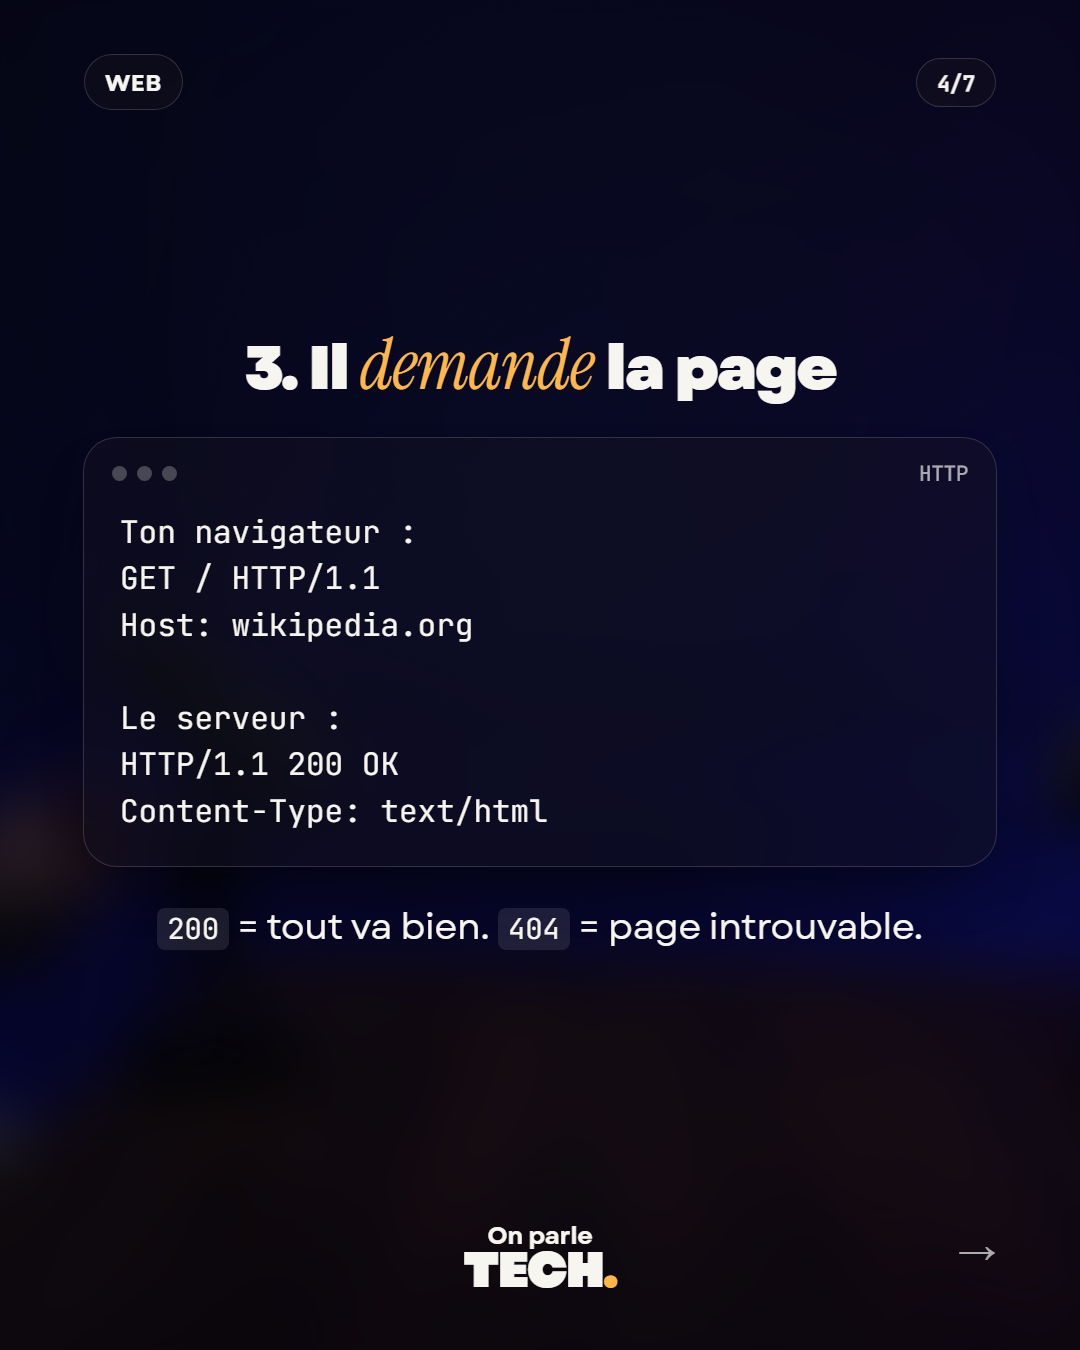 WEB
4/7
3. Il demande la page
HTTP
Ton navigateur :
GET / HTTP/1.1
Host: wikipedia.org
Le serveur :
HTTP/1.1 200 OK
Content-Type: text/html
200 = tout va bien. 404 = page introuvable.
On parle
TECH.
→